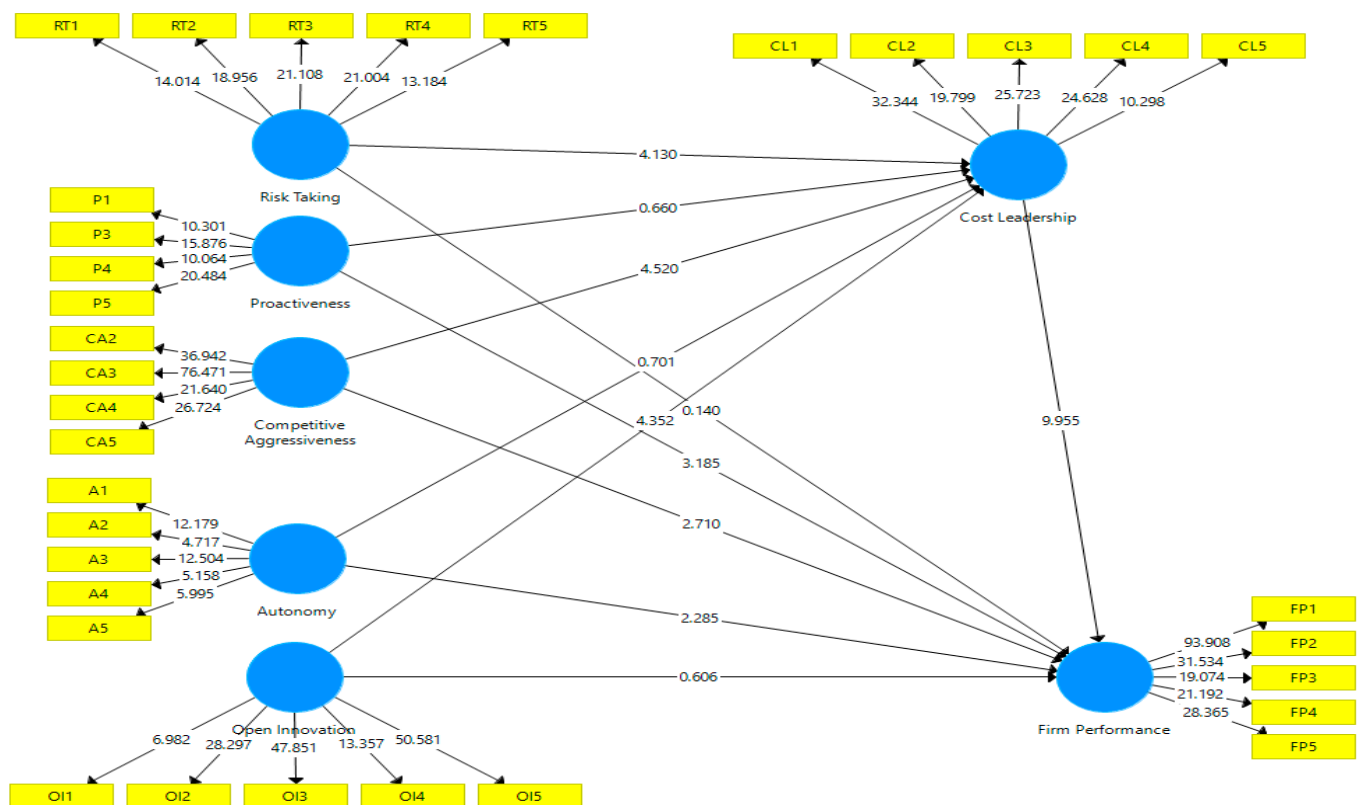 RT1 RT2 RT3 RT4 RT5
14.014 18.956 21.108 21.004 13.184
Risk Taking
CL1 CL2 CL3 CL4 CL5
32.344 19.799 25.723 24.628 10.298
Cost Leadership
P1
P3
P4
P5
10.301
15.876
10.064
20.484
Proactiveness
CA2
CA3
CA4
CA5
36.942
76.471
21.640
26.724
Competitive
Aggressiveness
A1
A2
A3
A4
A5
12.179
4.717
12.504
5.158
5.995
Autonomy
Open Innovation
6.982 28.297 47.851 13.357 50.581
OI1 OI2 OI3 OI4 OI5
4.130
0.660
4.520
0.701
4.352
0.140
3.185
2.710
2.285
0.606
9.955
FP1
FP2
FP3
FP4
FP5
93.908
31.534
19.074
21.192
28.365
Firm Performance